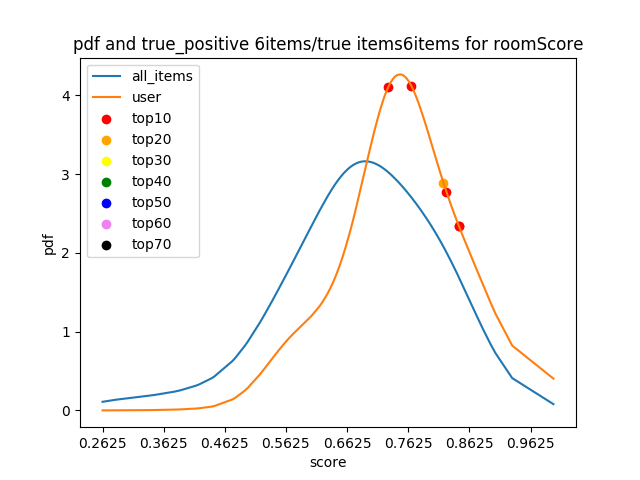 pdf and true_positive 6items/true items6items for roomScore
all_items
user
top10
top20
top30
top40
top50
top60
top70
pdf
4
3
2
1
0
0.2625 0.3625 0.4625 0.5625 0.6625 0.7625 0.8625 0.9625
score